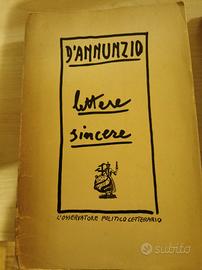 D'ANNUNZIO
lettere
sincere
L'OSSERVATORE POLITICO LETTERARIO
subito